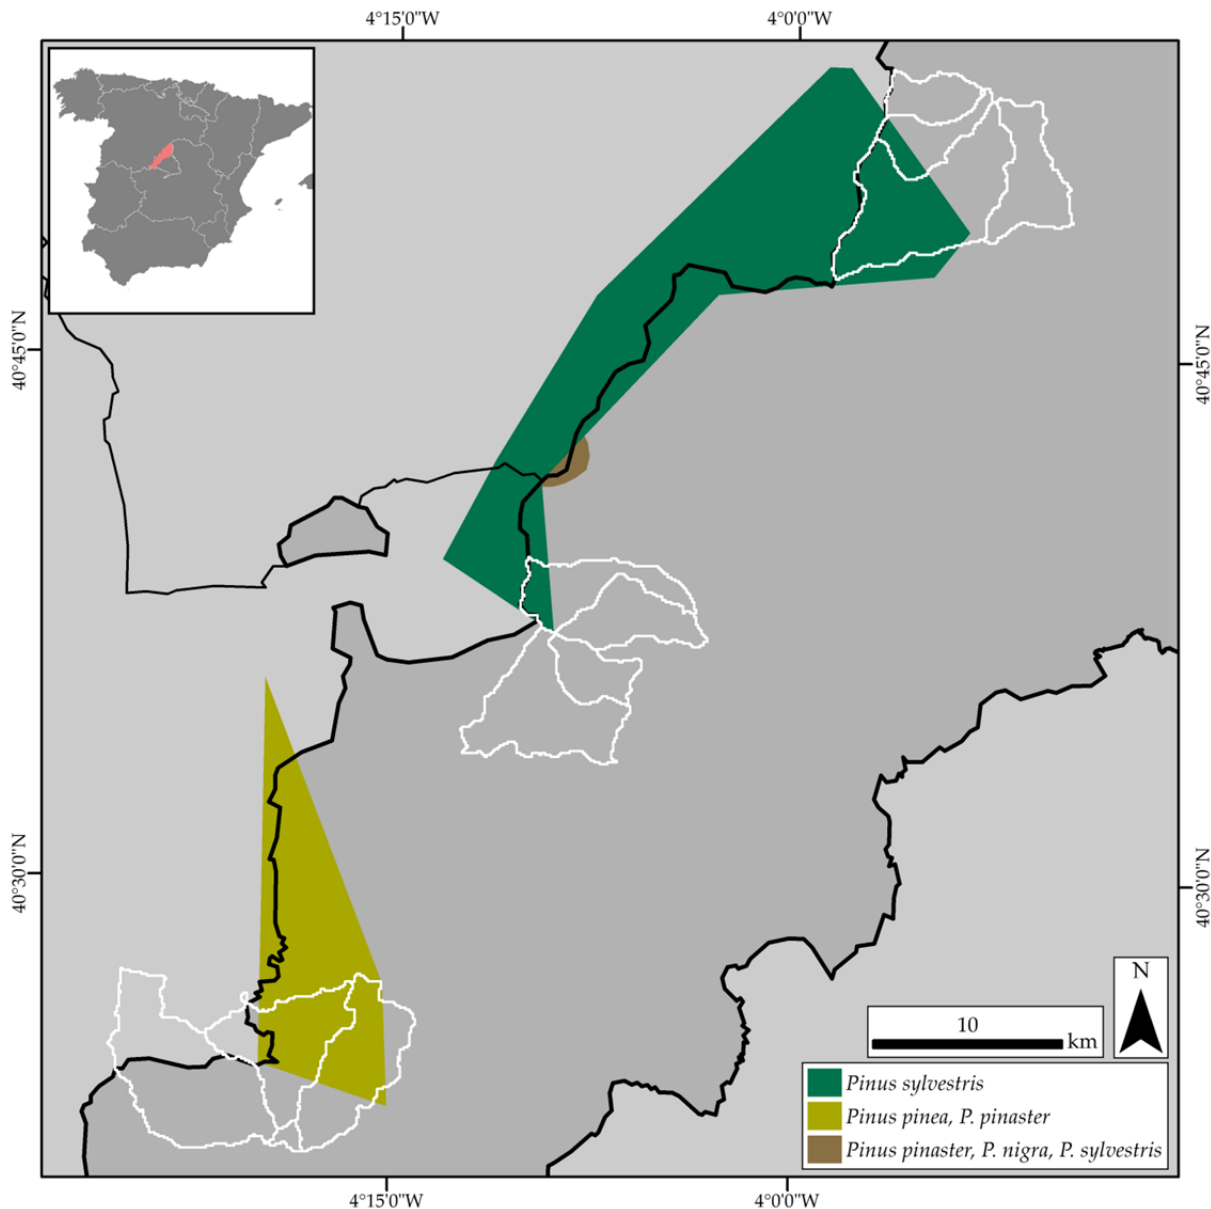 4°15'0"W
4°0'0"W
40°45'0"N
40°45'0"N
40°30'0"N
40°30'0"N
N
10
km
Pinus sylvestris
Pinus pinea, P. pinaster
Pinus pinaster, P. nigra, P. sylvestris
4°15'0"W
4°0'0"W